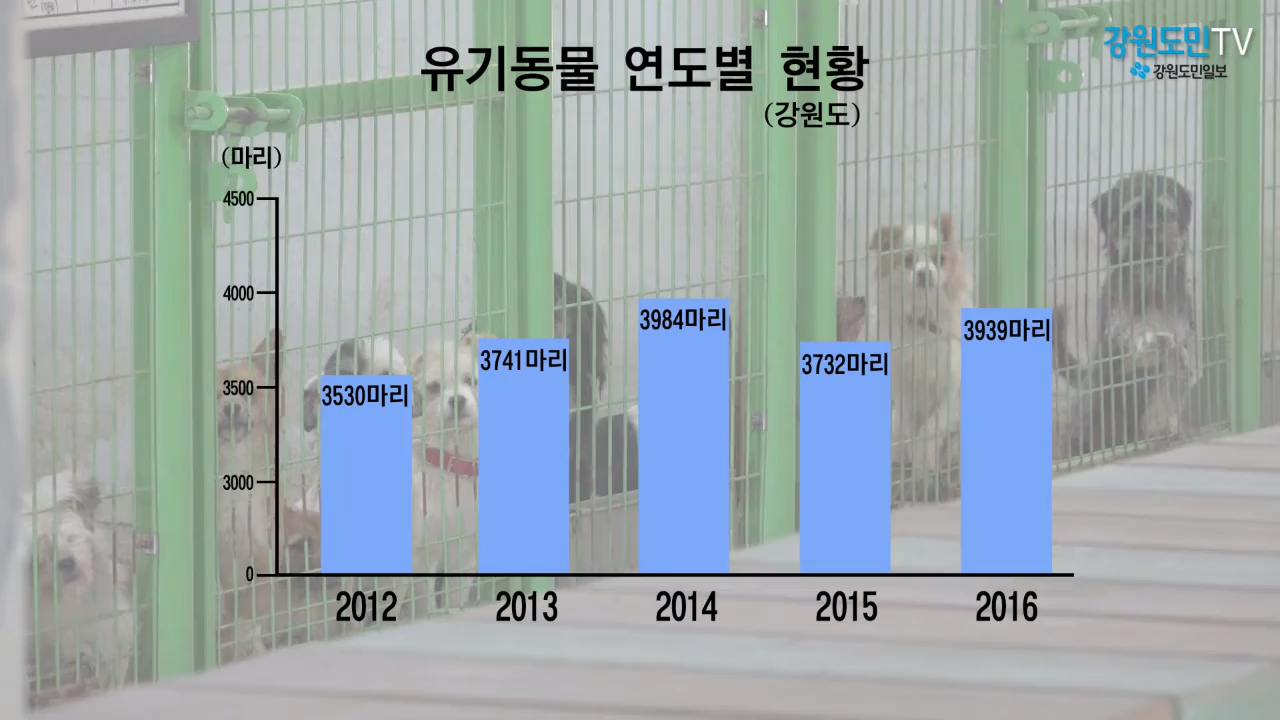 강원도민TV
강원도민일보
유기동물 연도별 현황
(강원도)
(마리)
4500
4000
3500
3000
0
3530마리
3741마리
3984마리
3732마리
3939마리
2012
2013
2014
2015
2016